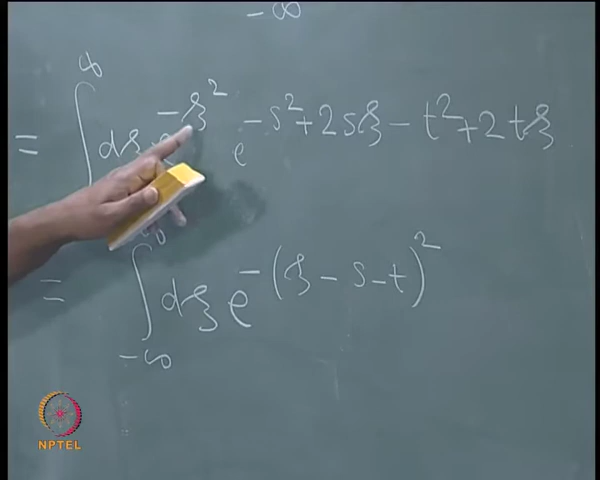 -∞
= ∫ dξ e^{-ξ²} e^{-s²+2sξ-t²+2tξ}
= ∫_{-∞}^{∞} dξ e^{-(ξ-s-t)²}
NPTEL